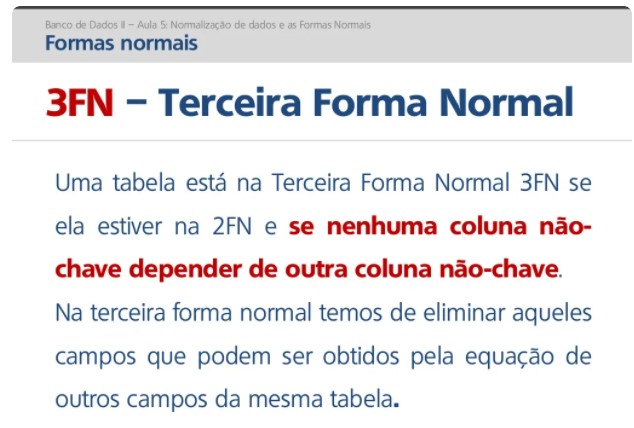 Banco de Dados II – Aula 5: Normalização de dados e as Formas Normais
Formas normais
3FN – Terceira Forma Normal
Uma tabela está na Terceira Forma Normal 3FN se
ela estiver na 2FN e se nenhuma coluna não-
chave depender de outra coluna não-chave.
Na terceira forma normal temos de eliminar aqueles
campos que podem ser obtidos pela equação de
outros campos da mesma tabela.